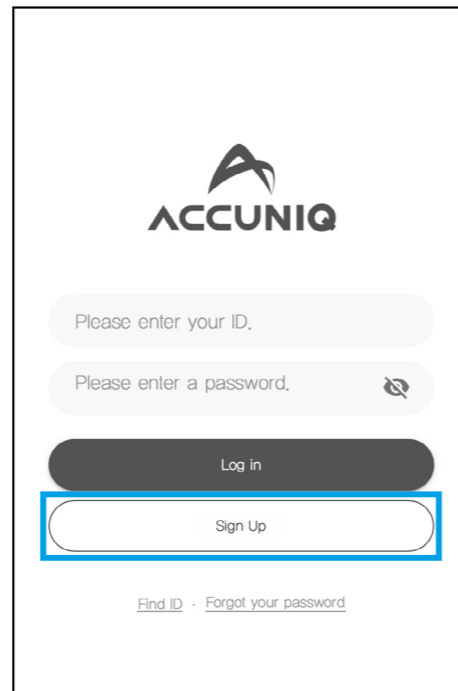 ACCUNIQ
Please enter your ID.
Please enter a password.
Log in
Sign Up
Find ID · Forgot your password